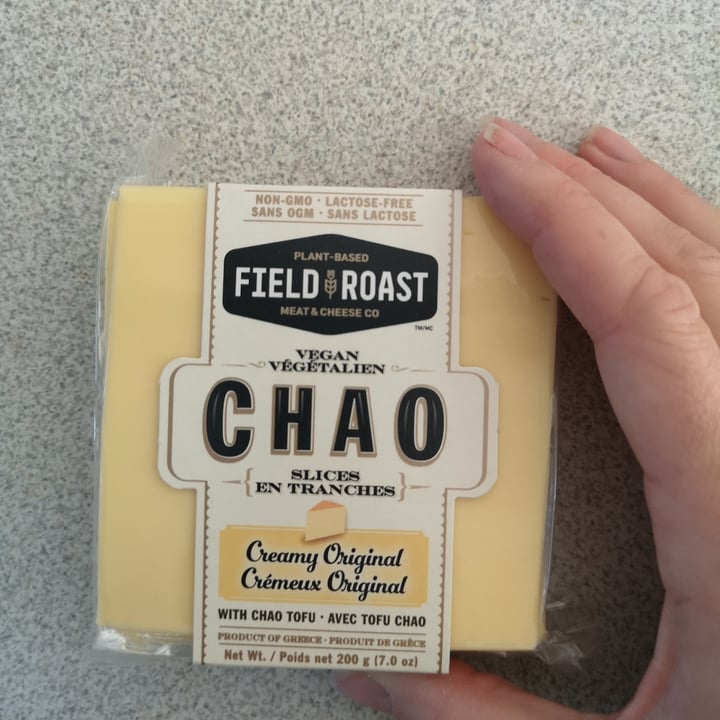 NON-GMO · LACTOSE-FREE
SANS OGM · SANS LACTOSE
PLANT-BASED
FIELD ROAST
MEAT & CHEESE CO
TM/MC
VEGAN
VÉGÉTALIEN
CHAO
SLICES
EN TRANCHES
Creamy Original
Crémeux Original
WITH CHAO TOFU · AVEC TOFU CHAO
PRODUCT OF GREECE · PRODUIT DE GRÈCE
Net Wt. / Poids net 200 g (7.0 oz)